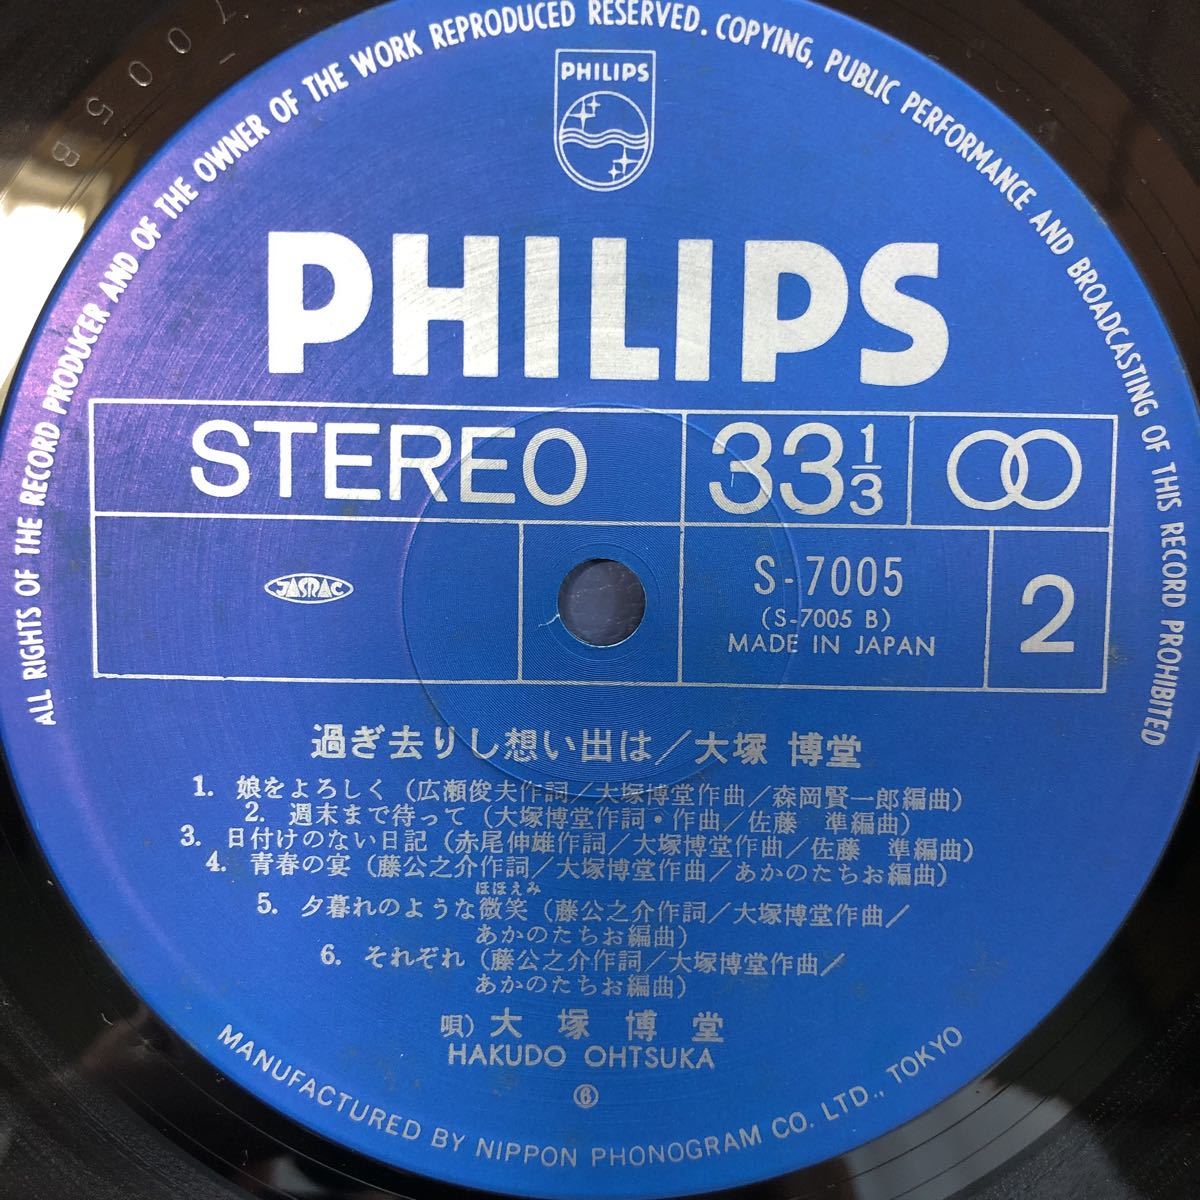 ALL RIGHTS OF THE RECORD PRODUCER AND OF THE OWNER OF THE WORK REPRODUCED RESERVED. COPYING, PUBLIC PERFORMANCE AND BROADCASTING OF THIS RECORD PROHIBITED
PHILIPS
PHILIPS
STEREO 33 1/3
JASRAC
S-7005
(S-7005 B)
MADE IN JAPAN
2
過ぎ去りし想い出は/大塚 博堂
1. 娘をよろしく (広瀬俊夫作詞/大塚博堂作曲/森岡賢一郎編曲)
2. 週末まで待って (大塚博堂作詞・作曲/佐藤 準編曲)
3. 日付けのない日記 (赤尾伸雄作詞/大塚博堂作曲/佐藤 準編曲)
4. 青春の宴 (藤公之介作詞/大塚博堂作曲/あかのたちお編曲)
ほほえみ
5. 夕暮れのような微笑 (藤公之介作詞/大塚博堂作曲/
あかのたちお編曲)
6. それぞれ (藤公之介作詞/大塚博堂作曲/
あかのたちお編曲)
唄) 大塚博堂
HAKUDO OHTSUKA
⑥
MANUFACTURED BY NIPPON PHONOGRAM CO. LTD., TOKYO